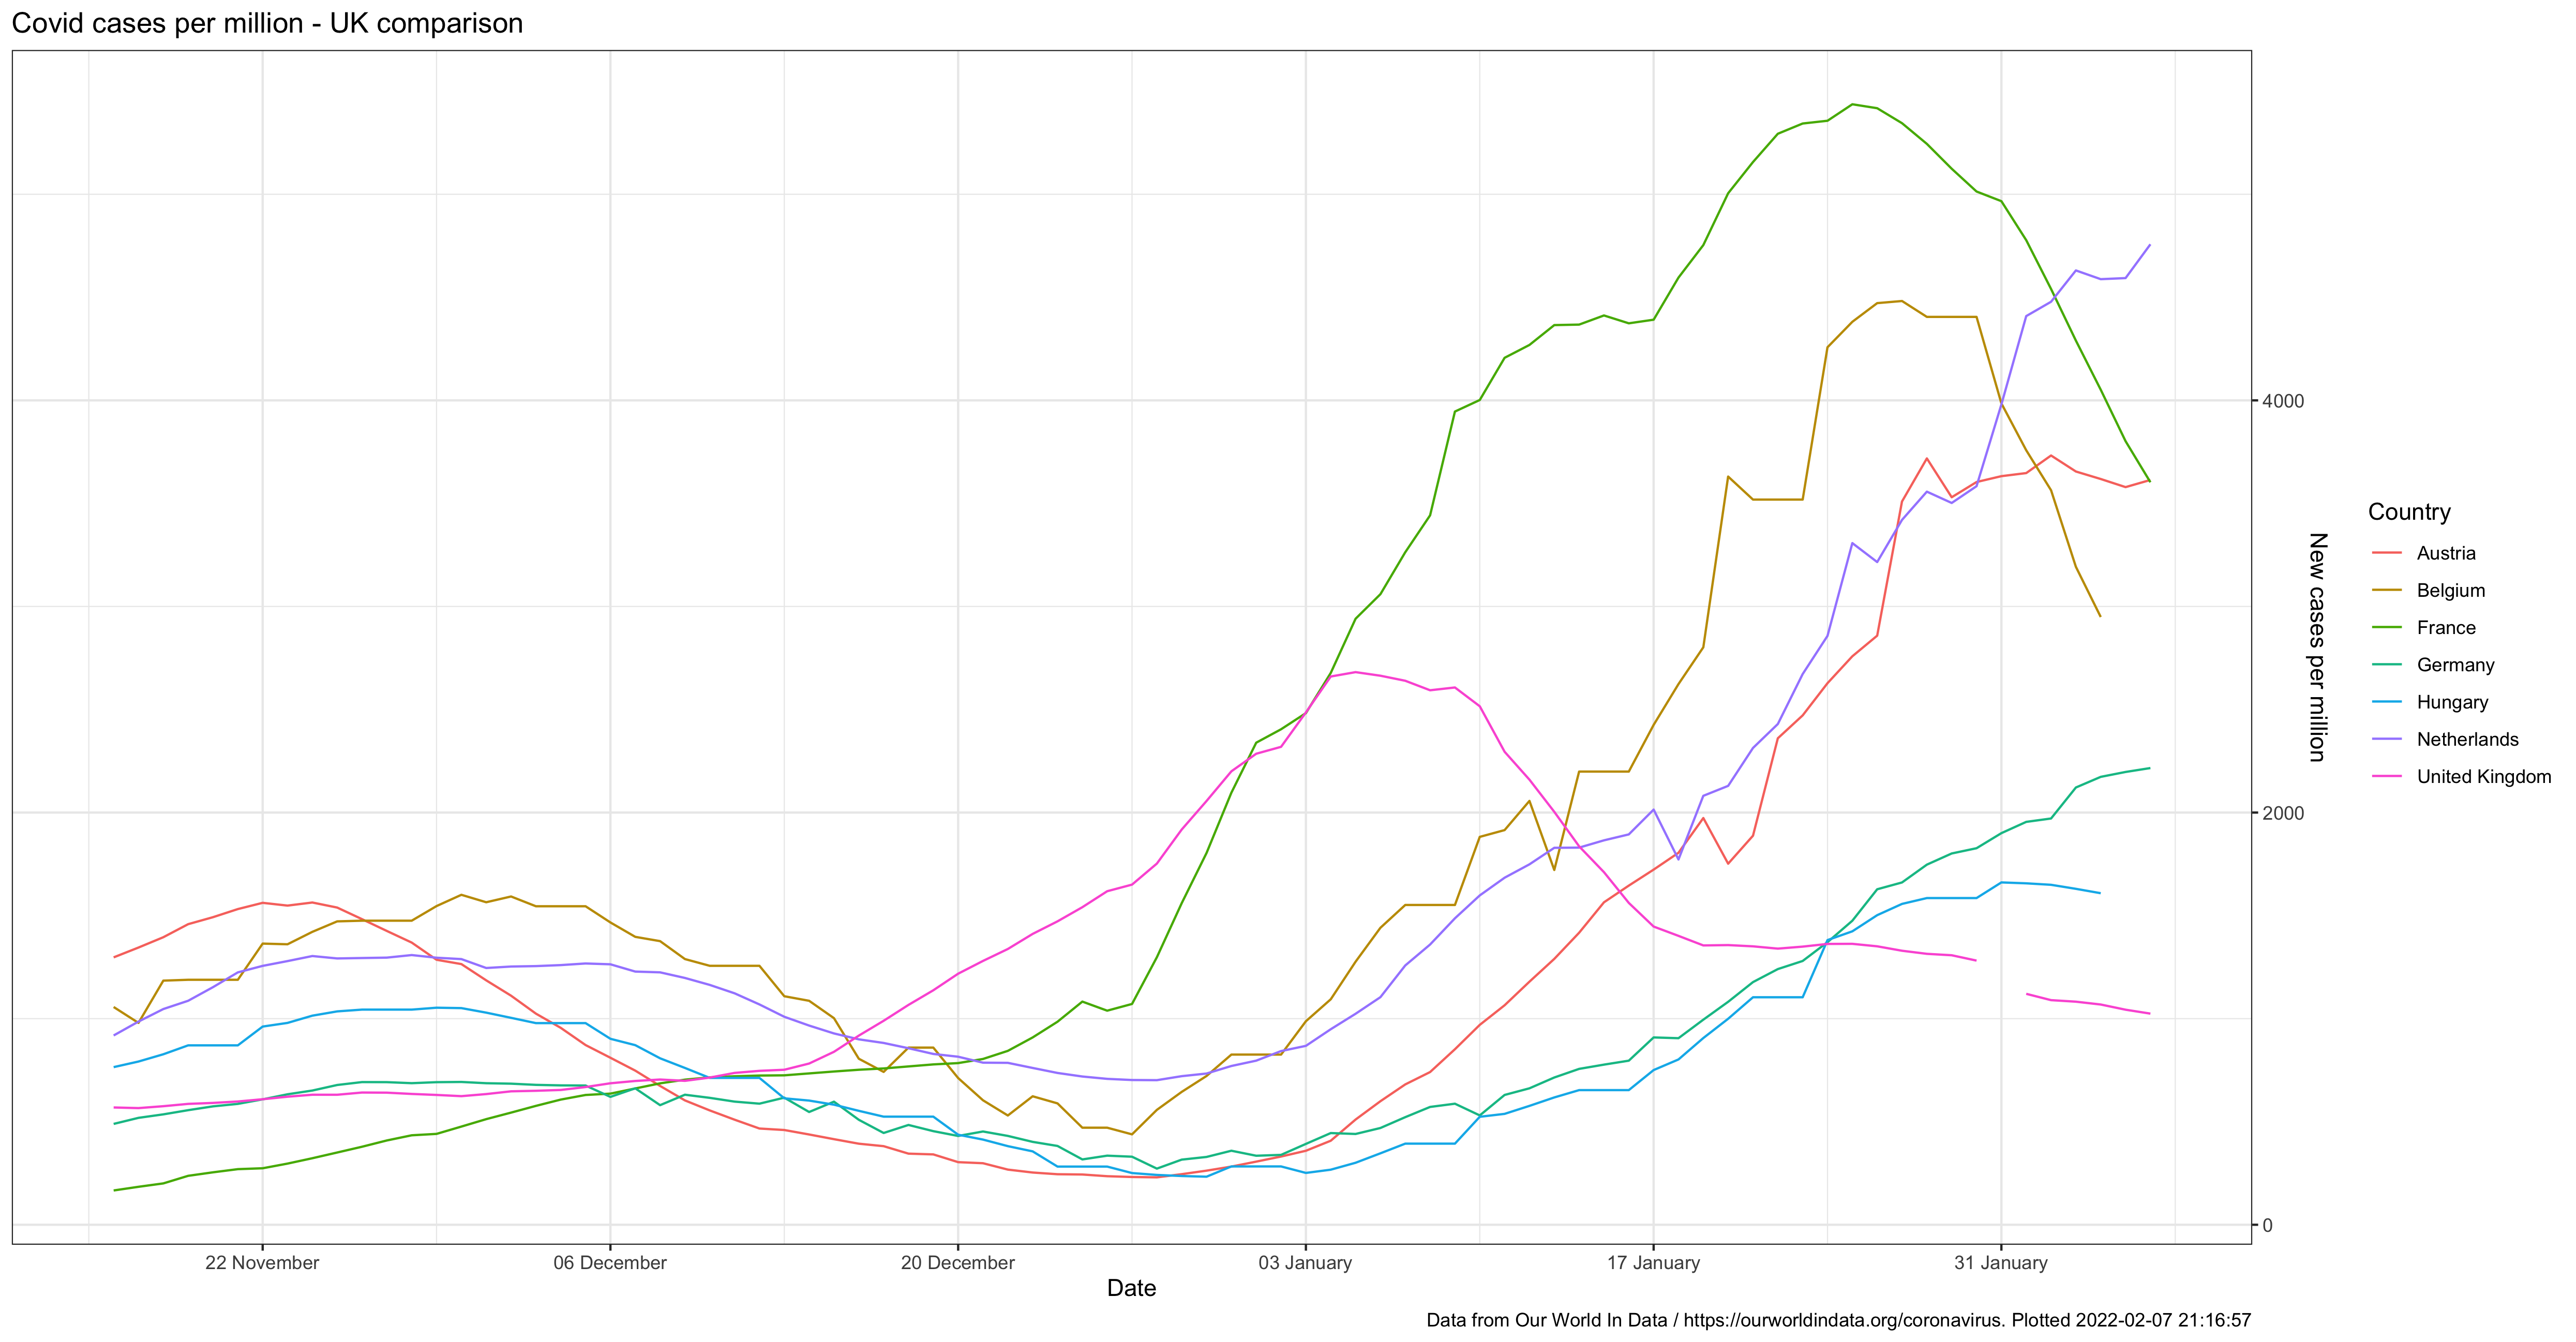 Covid cases per million - UK comparison
4000
2000
0
New cases per million
22 November
06 December
20 December
03 January
17 January
31 January
Date
Country
Austria
Belgium
France
Germany
Hungary
Netherlands
United Kingdom
Data from Our World In Data / https://ourworldindata.org/coronavirus. Plotted 2022-02-07 21:16:57